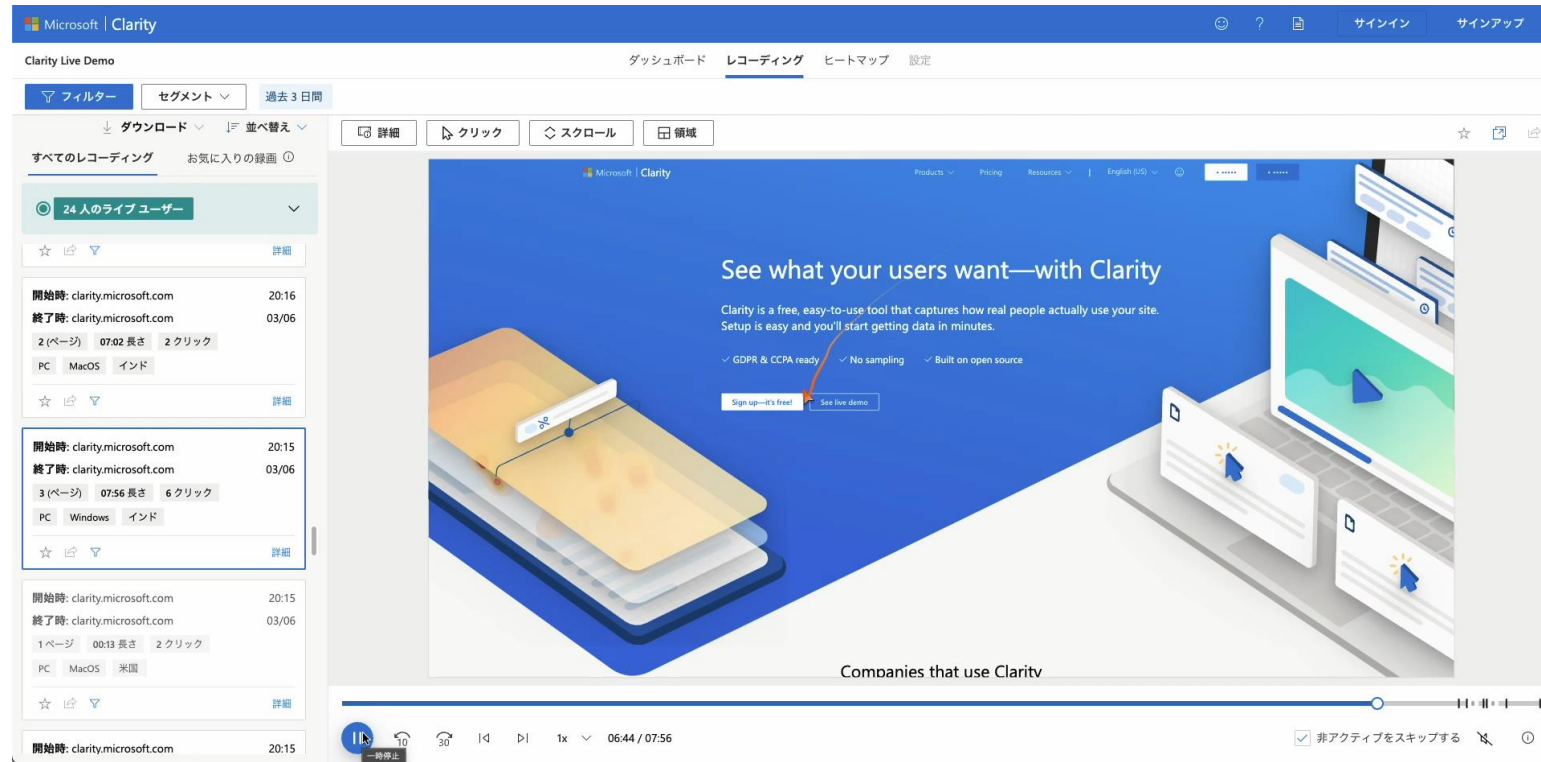 Microsoft | Clarity
サインイン
サインアップ
Clarity Live Demo
ダッシュボード
レコーディング
ヒートマップ
設定
フィルター
セグメント
過去 3 日間
ダウンロード
並べ替え
すべてのレコーディング
お気に入りの録画
24 人のライブ ユーザー
詳細
開始時: clarity.microsoft.com 20:16
終了時: clarity.microsoft.com 03/06
2 (ページ) 07:02 長さ 2 クリック
PC MacOS インド
詳細
開始時: clarity.microsoft.com 20:15
終了時: clarity.microsoft.com 03/06
3 (ページ) 07:56 長さ 6 クリック
PC Windows インド
詳細
開始時: clarity.microsoft.com 20:15
終了時: clarity.microsoft.com 03/06
1 ページ 00:13 長さ 2 クリック
PC MacOS 米国
詳細
開始時: clarity.microsoft.com 20:15
詳細
クリック
スクロール
領域
Microsoft | Clarity
Products
Pricing
Resources
English (US)
See what your users want—with Clarity
Clarity is a free, easy-to-use tool that captures how real people actually use your site.
Setup is easy and you'll start getting data in minutes.
GDPR & CCPA ready
No sampling
Built on open source
Sign up—it's free!
See live demo
%
Companies that use Clarity
10
30
1x
06:44 / 07:56
一時停止
非アクティブをスキップする